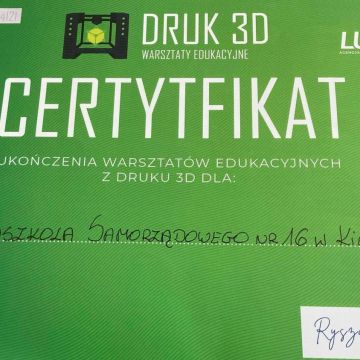 DRUK 3D
WARSZTATY EDUKACYJNE
CERTYTFIKAT
UKOŃCZENIA WARSZTATÓW EDUKACYJNYCH
Z DRUKU 3D DLA:
SAMORZĄDOWEGO NR 16 W